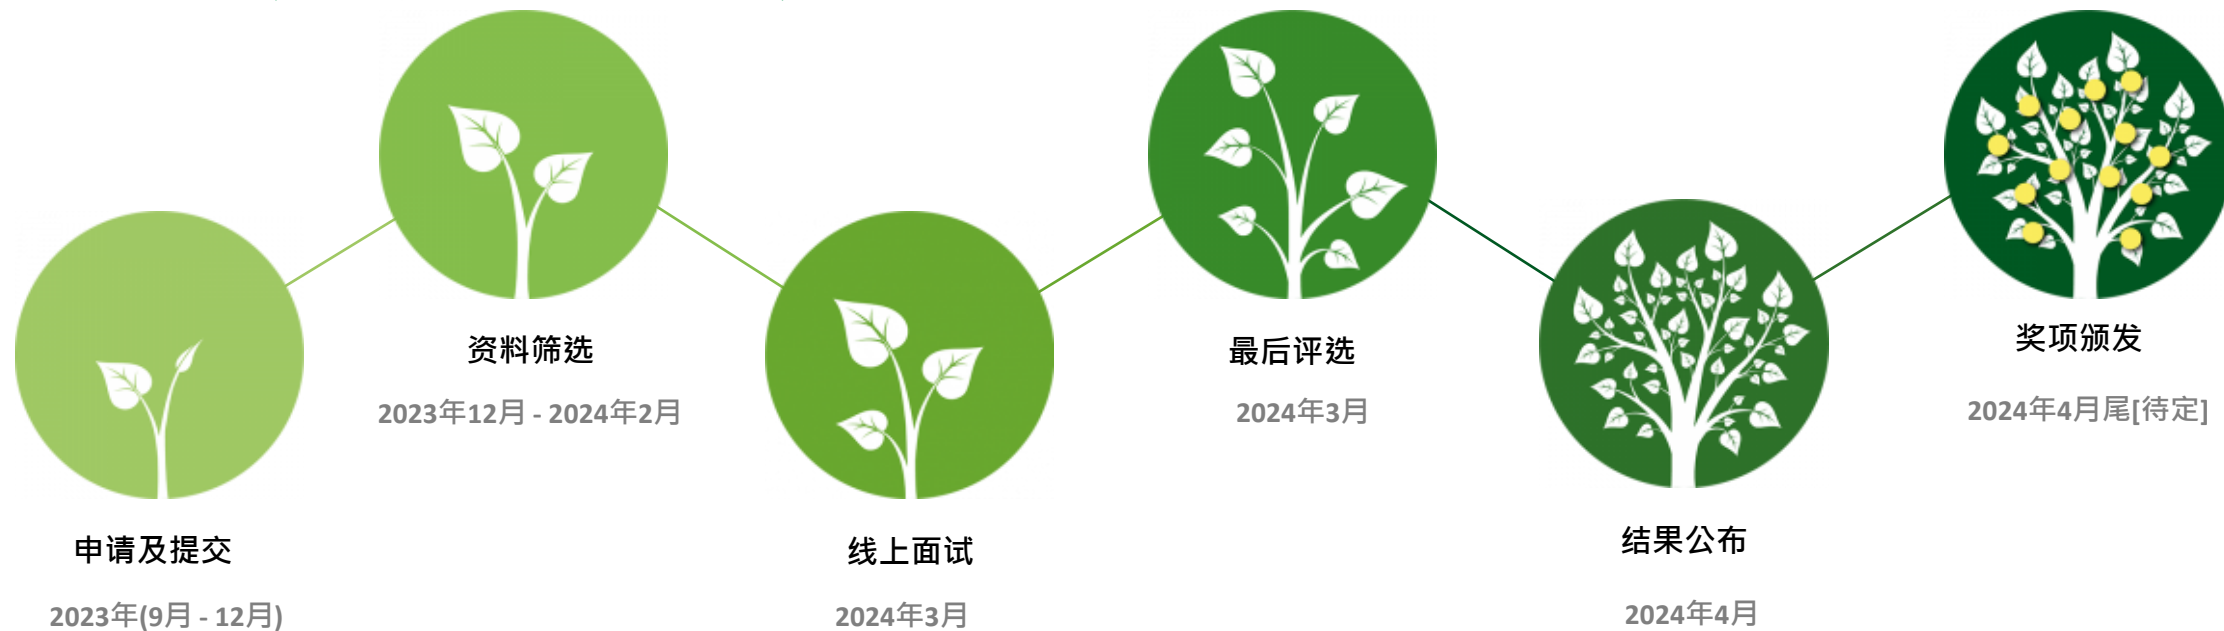 申请及提交
2023年(9月 - 12月)
资料筛选
2023年12月 - 2024年2月
线上面试
2024年3月
最后评选
2024年3月
结果公布
2024年4月
奖项颁发
2024年4月尾[待定]